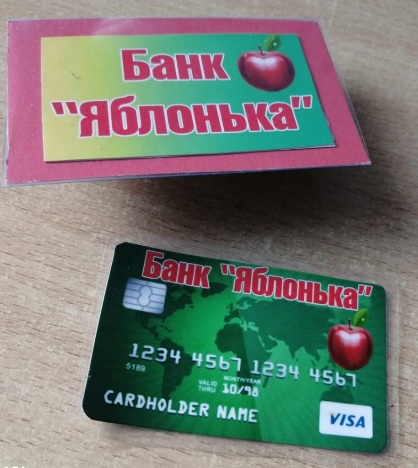 Банк
"Яблонька"
Банк "Яблонька"
1234 4567 1234 4567
5189
MONTH/YEAR
VALID THRU 10/98
CARDHOLDER NAME
VISA